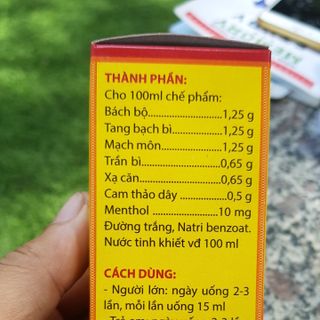 THÀNH PHẦN:
Cho 100ml chế phẩm:
Bách bộ..........................1,25 g
Tang bạch bì...................1,25 g
Mạch môn......................1,25 g
Trần bì............................0,65 g
Xạ căn.............................0,65 g
Cam thảo dây ..................0,5 g
Menthol .........................10 mg
Đường trắng, Natri benzoat.
Nước tinh khiết vđ 100 ml
CÁCH DÙNG:
- Người lớn: ngày uống 2-3
lần, mỗi lần uống 15 ml